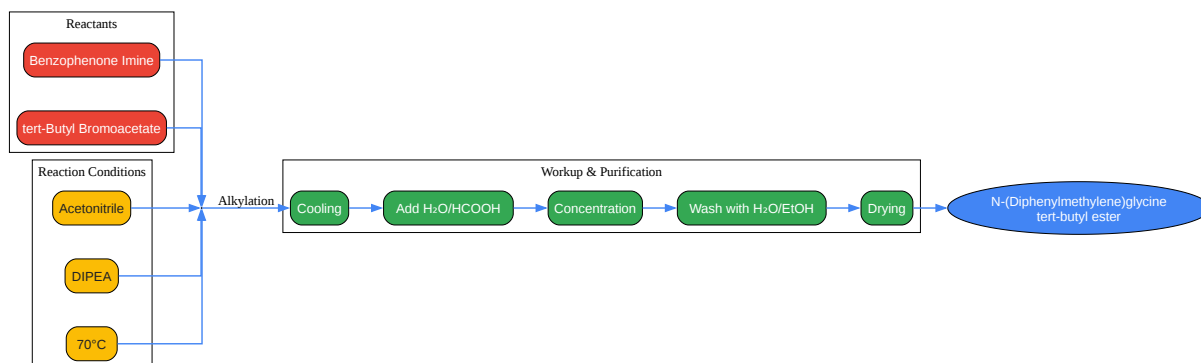 Reactants
Benzophenone Imine
tert-Butyl Bromoacetate
Reaction Conditions
Acetonitrile
DIPEA
70°C
Alkylation
Workup & Purification
Cooling
Add H₂O/HCOOH
Concentration
Wash with H₂O/EtOH
Drying
N-(Diphenylmethylene)glycine
tert-butyl ester